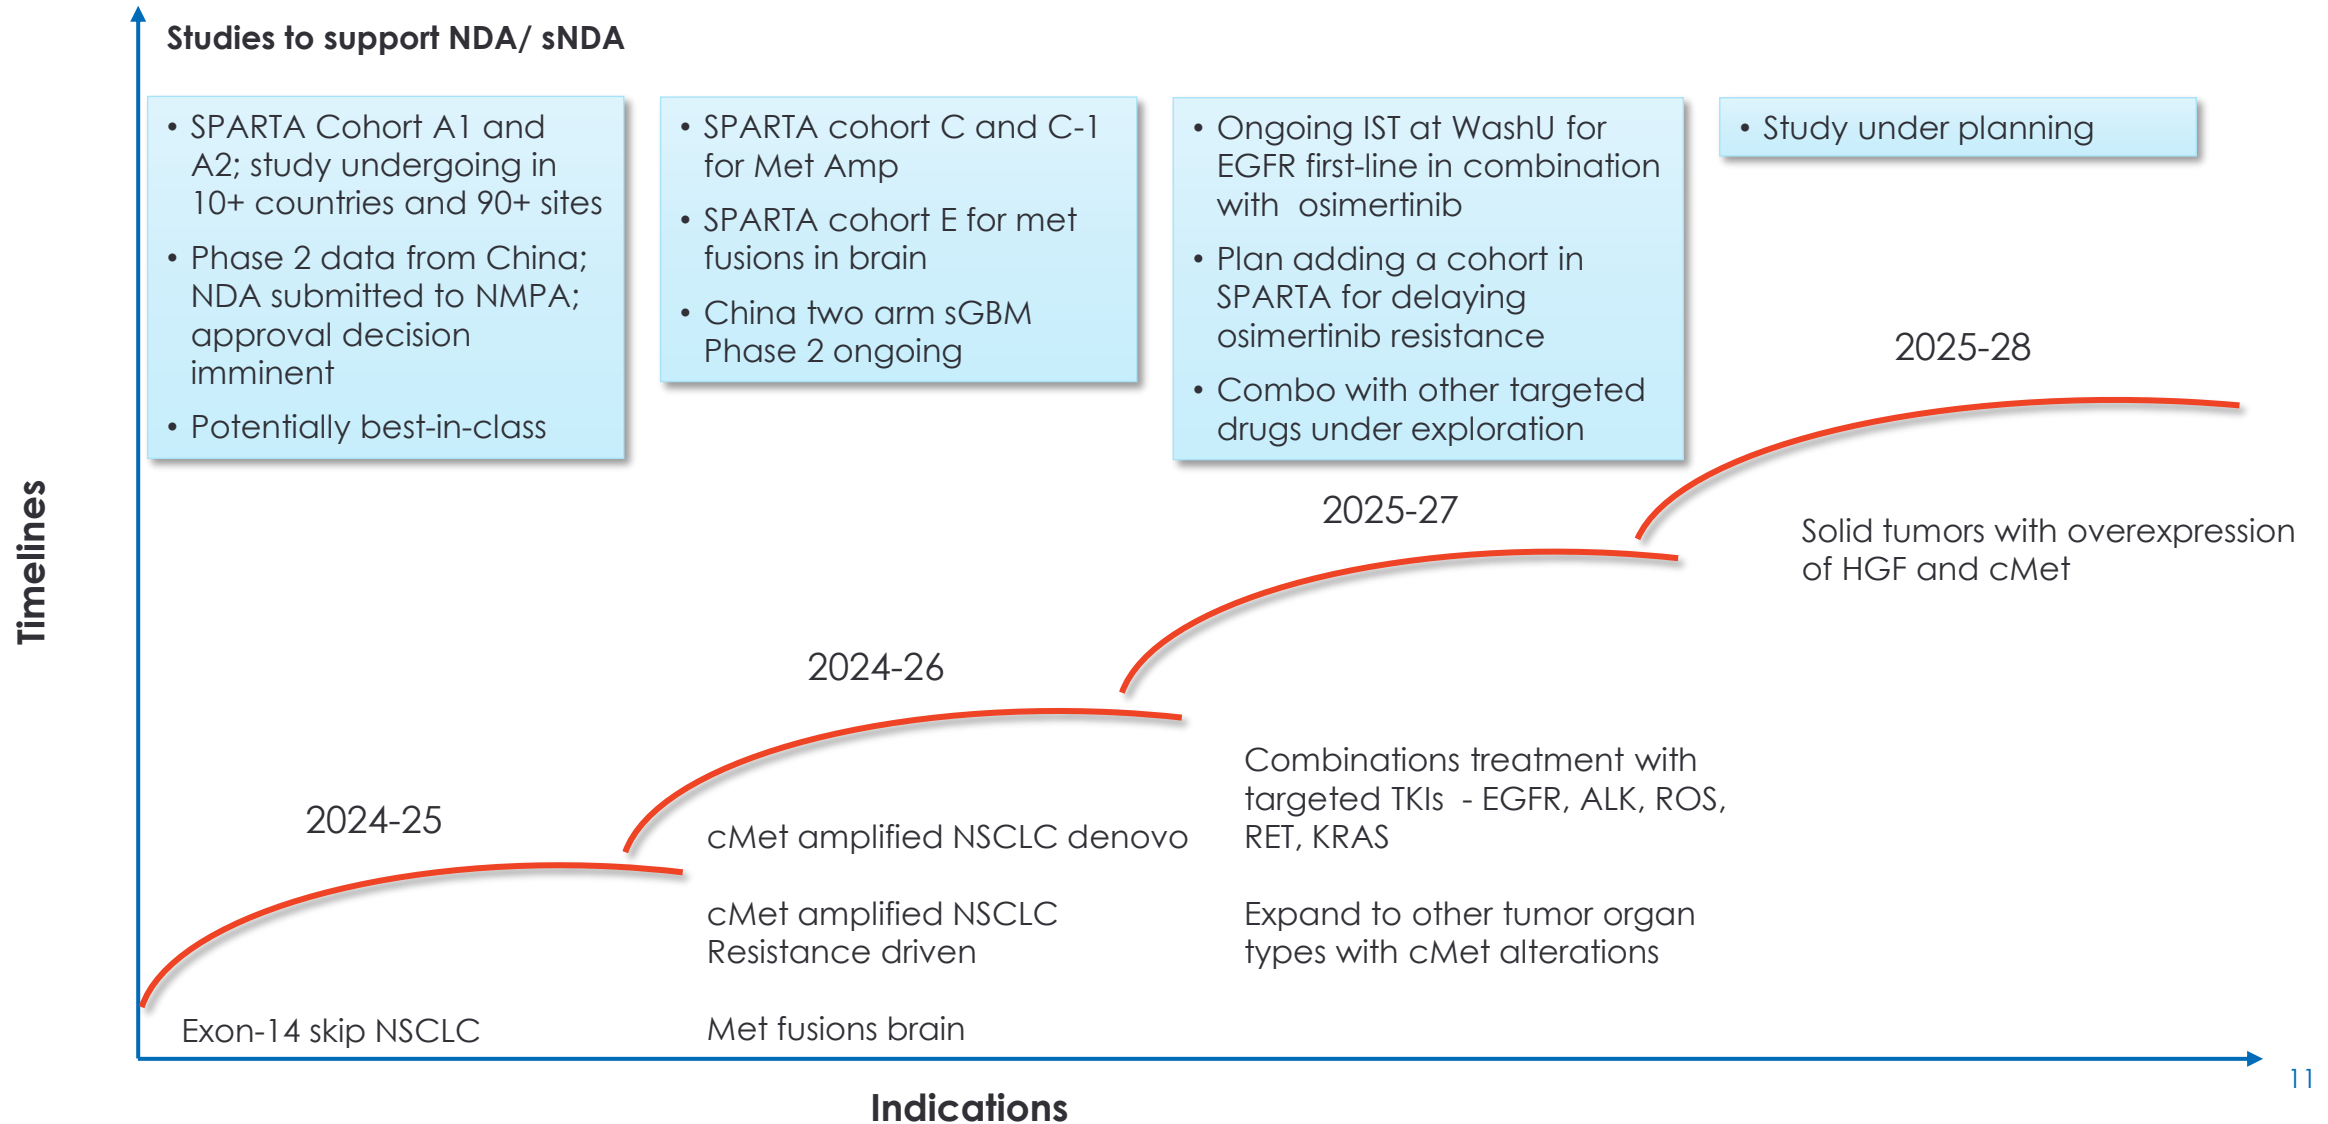 Studies to support NDA/ sNDA
• SPARTA Cohort A1 and
A2; study undergoing in
10+ countries and 90+ sites
• Phase 2 data from China;
NDA submitted to NMPA;
approval decision
imminent
• Potentially best-in-class
• SPARTA cohort C and C-1
for Met Amp
• SPARTA cohort E for met
fusions in brain
• China two arm sGBM
Phase 2 ongoing
• Ongoing IST at WashU for
EGFR first-line in combination
with  osimertinib
• Plan adding a cohort in
SPARTA for delaying
osimertinib resistance
• Combo with other targeted
drugs under exploration
• Study under planning
Timelines
2024-25
Exon-14 skip NSCLC
2024-26
cMet amplified NSCLC denovo
cMet amplified NSCLC
Resistance driven
Met fusions brain
2025-27
Combinations treatment with
targeted TKIs  - EGFR, ALK, ROS,
RET, KRAS
Expand to other tumor organ
types with cMet alterations
2025-28
Solid tumors with overexpression
of HGF and cMet
Indications
11